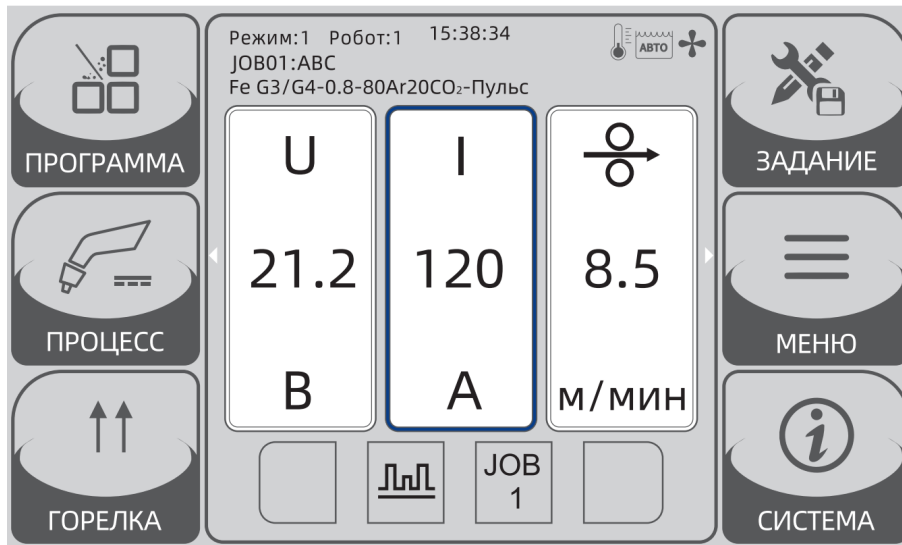 Режим:1 Робот:1 15:38:34
АВТО
JOB01:ABC
Fe G3/G4-0.8-80Ar20CO₂-Пульс
ПРОГРАММА
ПРОЦЕСС
ГОРЕЛКА
U
21.2
В
I
120
А
8.5
м/мин
JOB
1
ЗАДАНИЕ
МЕНЮ
i
СИСТЕМА